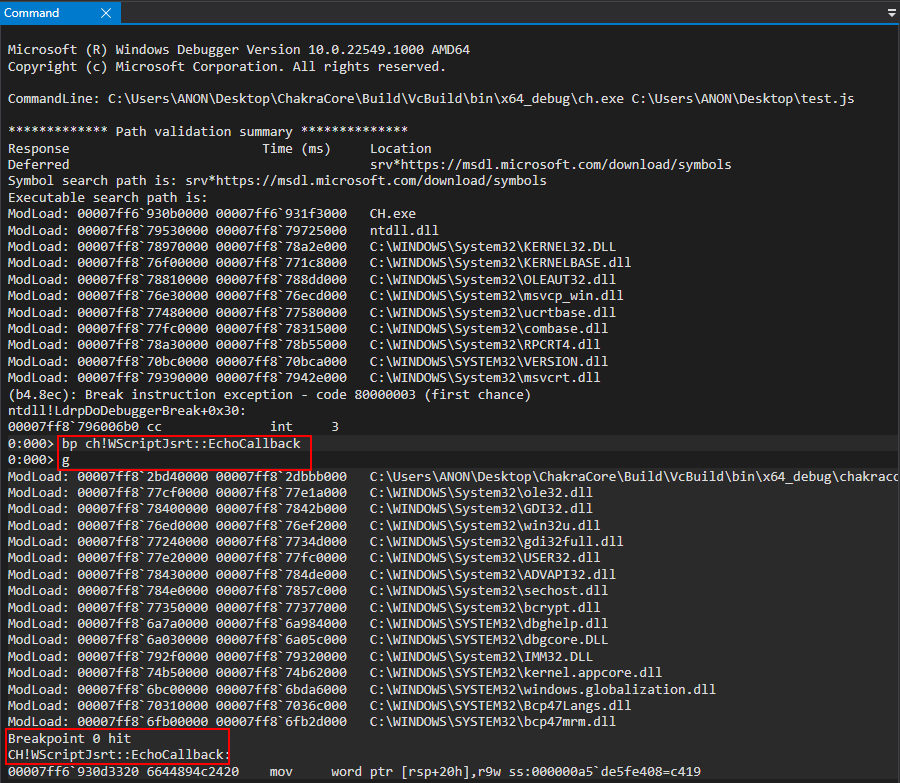 Command
Microsoft (R) Windows Debugger Version 10.0.22549.1000 AMD64
Copyright (c) Microsoft Corporation. All rights reserved.
CommandLine: C:\Users\ANON\Desktop\ChakraCore\Build\VcBuild\bin\x64_debug\ch.exe C:\Users\ANON\Desktop\test.js
************* Path validation summary **************
Response                         Time (ms)     Location
Deferred                                       srv*https://msdl.microsoft.com/download/symbols
Symbol search path is: srv*https://msdl.microsoft.com/download/symbols
Executable search path is:
ModLoad: 00007ff6`930b0000 00007ff6`931f3000   CH.exe
ModLoad: 00007ff8`79530000 00007ff8`79725000   ntdll.dll
ModLoad: 00007ff8`78970000 00007ff8`78a2e000   C:\WINDOWS\System32\KERNEL32.DLL
ModLoad: 00007ff8`76f00000 00007ff8`771c8000   C:\WINDOWS\System32\KERNELBASE.dll
ModLoad: 00007ff8`78810000 00007ff8`788dd000   C:\WINDOWS\System32\OLEAUT32.dll
ModLoad: 00007ff8`76e30000 00007ff8`76ecd000   C:\WINDOWS\System32\msvcp_win.dll
ModLoad: 00007ff8`77480000 00007ff8`77580000   C:\WINDOWS\System32\ucrtbase.dll
ModLoad: 00007ff8`77fc0000 00007ff8`78315000   C:\WINDOWS\System32\combase.dll
ModLoad: 00007ff8`78a30000 00007ff8`78b55000   C:\WINDOWS\System32\RPCRT4.dll
ModLoad: 00007ff8`70bc0000 00007ff8`70bca000   C:\WINDOWS\SYSTEM32\VERSION.dll
ModLoad: 00007ff8`79390000 00007ff8`7942e000   C:\WINDOWS\System32\msvcrt.dll
(b4.8ec): Break instruction exception - code 80000003 (first chance)
ntdll!LdrpDoDebuggerBreak+0x30:
00007ff8`796006b0 cc              int     3
0:000> bp ch!WScriptJsrt::EchoCallback
0:000> g
ModLoad: 00007ff8`2bd40000 00007ff8`2dbbb000   C:\Users\ANON\Desktop\ChakraCore\Build\VcBuild\bin\x64_debug\chakracc
ModLoad: 00007ff8`77cf0000 00007ff8`77e1a000   C:\WINDOWS\System32\ole32.dll
ModLoad: 00007ff8`78400000 00007ff8`7842b000   C:\WINDOWS\System32\GDI32.dll
ModLoad: 00007ff8`76ed0000 00007ff8`76ef2000   C:\WINDOWS\System32\win32u.dll
ModLoad: 00007ff8`77240000 00007ff8`7734d000   C:\WINDOWS\System32\gdi32full.dll
ModLoad: 00007ff8`77e20000 00007ff8`77fc0000   C:\WINDOWS\System32\USER32.dll
ModLoad: 00007ff8`78430000 00007ff8`784de000   C:\WINDOWS\System32\ADVAPI32.dll
ModLoad: 00007ff8`784e0000 00007ff8`7857c000   C:\WINDOWS\System32\sechost.dll
ModLoad: 00007ff8`77350000 00007ff8`77377000   C:\WINDOWS\System32\bcrypt.dll
ModLoad: 00007ff8`6a7a0000 00007ff8`6a984000   C:\WINDOWS\SYSTEM32\dbghelp.dll
ModLoad: 00007ff8`6a030000 00007ff8`6a05c000   C:\WINDOWS\SYSTEM32\dbgcore.DLL
ModLoad: 00007ff8`792f0000 00007ff8`79320000   C:\WINDOWS\System32\IMM32.DLL
ModLoad: 00007ff8`74b50000 00007ff8`74b62000   C:\WINDOWS\SYSTEM32\kernel.appcore.dll
ModLoad: 00007ff8`6bc00000 00007ff8`6bda6000   C:\WINDOWS\SYSTEM32\windows.globalization.dll
ModLoad: 00007ff8`70310000 00007ff8`7036c000   C:\WINDOWS\SYSTEM32\Bcp47Langs.dll
ModLoad: 00007ff8`6fb00000 00007ff8`6fb2d000   C:\WINDOWS\SYSTEM32\bcp47mrm.dll
Breakpoint 0 hit
CH!WScriptJsrt::EchoCallback:
00007ff6`930d3320 6644894c2420    mov     word ptr [rsp+20h],r9w ss:000000a5`de5fe408=c419